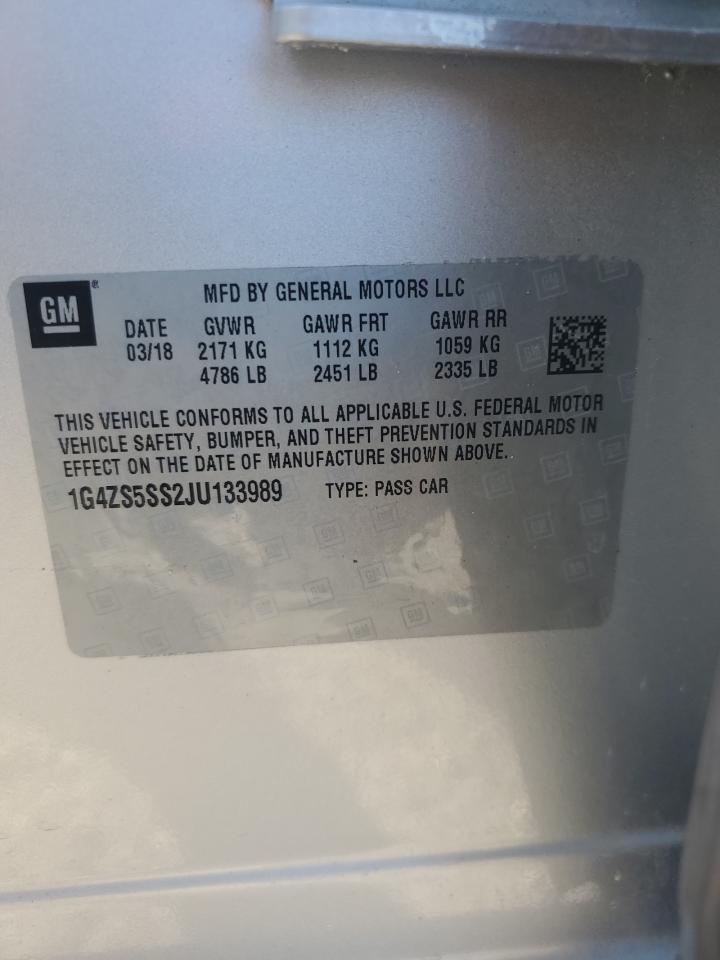 GM®
MFD BY GENERAL MOTORS LLC
DATE GVWR GAWR FRT GAWR RR
03/18 2171 KG 1112 KG 1059 KG
4786 LB 2451 LB 2335 LB
THIS VEHICLE CONFORMS TO ALL APPLICABLE U.S. FEDERAL MOTOR
VEHICLE SAFETY, BUMPER, AND THEFT PREVENTION STANDARDS IN
EFFECT ON THE DATE OF MANUFACTURE SHOWN ABOVE.
1G4ZS5SS2JU133989 TYPE: PASS CAR